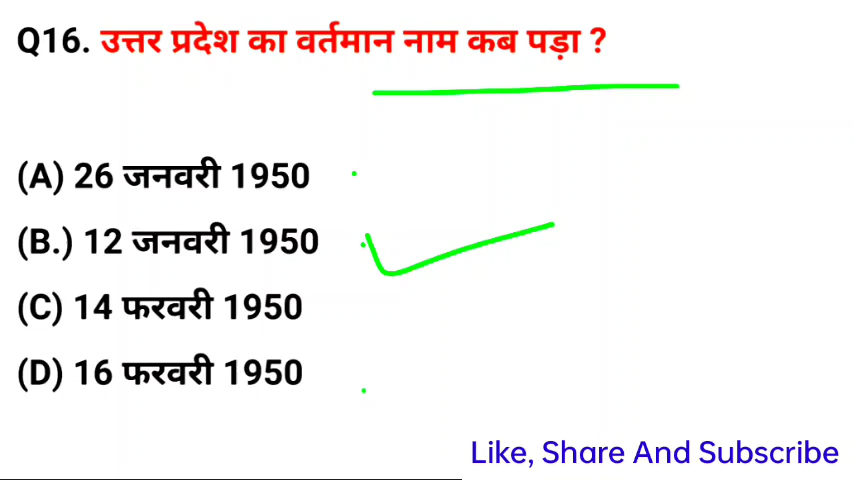 Q16. उत्तर प्रदेश का वर्तमान नाम कब पड़ा ?
(A) 26 जनवरी 1950
(B.) 12 जनवरी 1950
(C) 14 फरवरी 1950
(D) 16 फरवरी 1950
Like, Share And Subscribe